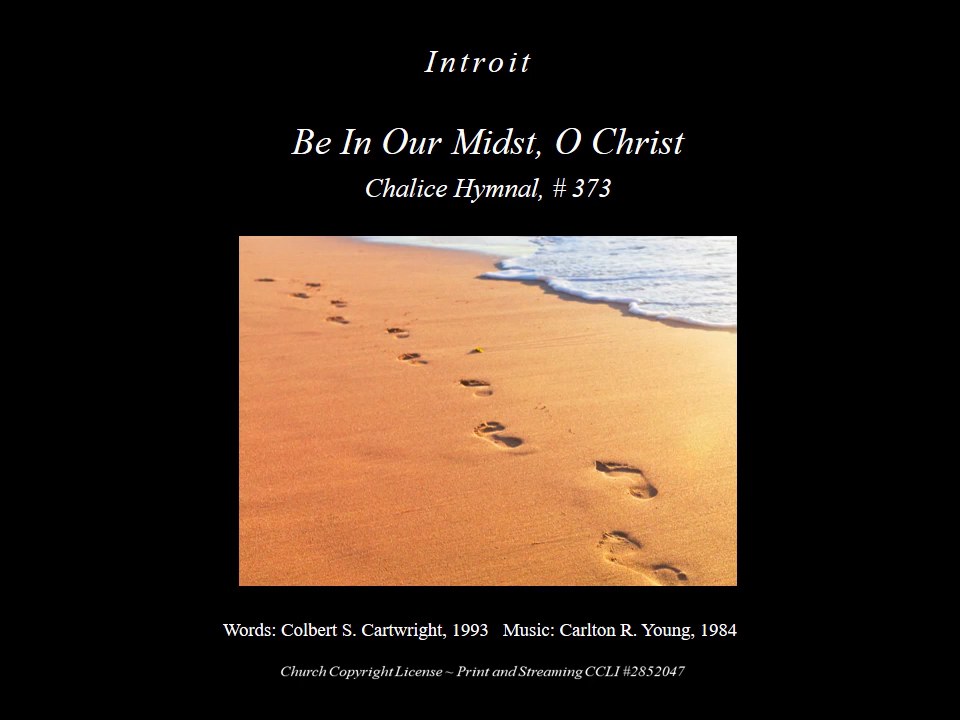 Introit
Be In Our Midst, O Christ
Chalice Hymnal, # 373
Words: Colbert S. Cartwright, 1993   Music: Carlton R. Young, 1984
Church Copyright License ~ Print and Streaming CCLI #2852047